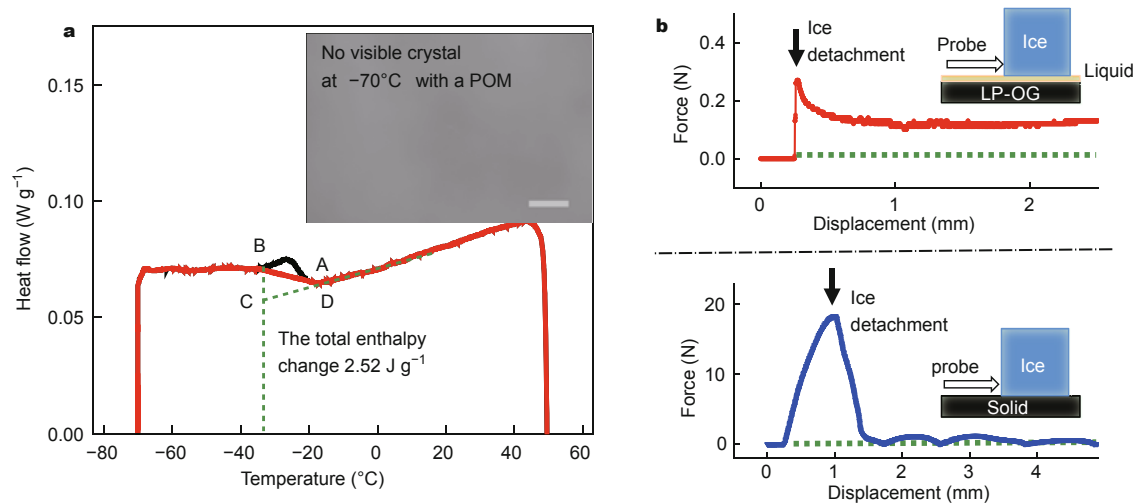 a
No visible crystal
at −70°C with a POM
0.15
0.10
0.05
0.00
Heat flow (W g⁻¹)
B
A
C
D
The total enthalpy
change 2.52 J g⁻¹
−80 −60 −40 −20 0 20 40 60
Temperature (°C)
b
Ice
detachment
Probe
Ice
Liquid
LP-OG
0.4
0.2
0.0
Force (N)
0 1 2
Displacement (mm)
Ice
detachment
probe
Ice
Solid
20
10
0
Force (N)
0 1 2 3 4
Displacement (mm)